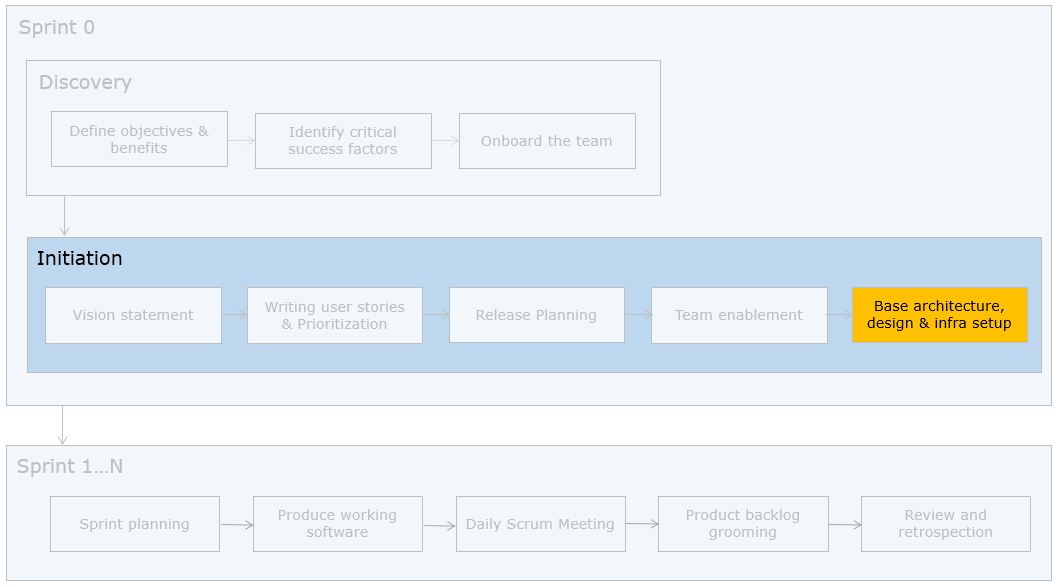 Sprint 0
Discovery
Define objectives &
benefits
Identify critical
success factors
Onboard the team
Initiation
Vision statement
Writing user stories
& Prioritization
Release Planning
Team enablement
Base architecture,
design & infra setup
Sprint 1...N
Sprint planning
Produce working
software
Daily Scrum Meeting
Product backlog
grooming
Review and
retrospection